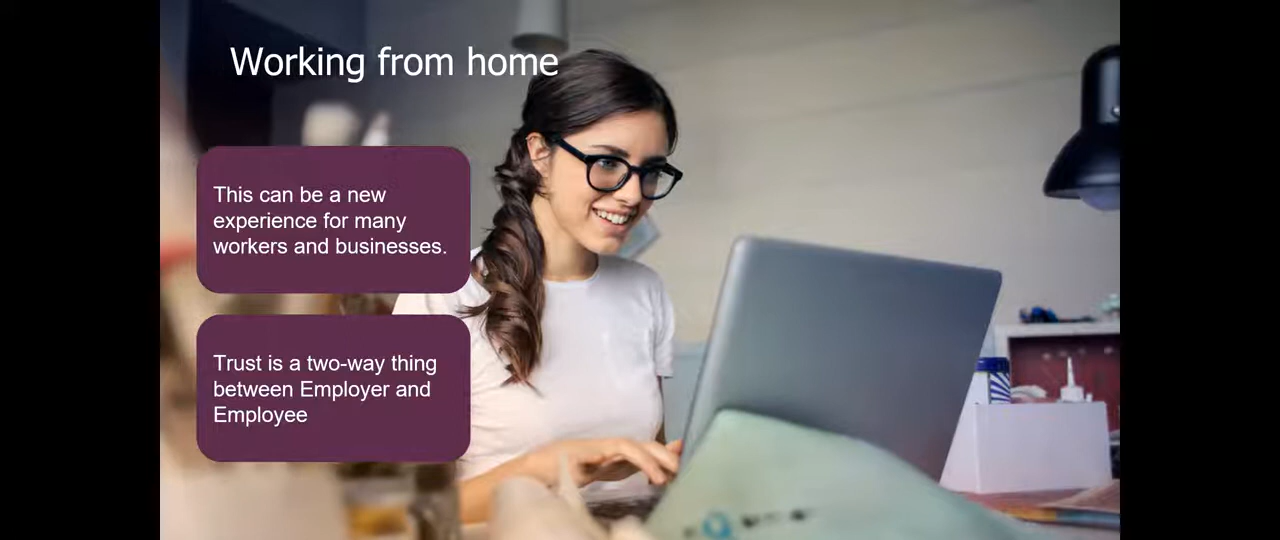 Working from home
This can be a new
experience for many
workers and businesses.
Trust is a two-way thing
between Employer and
Employee